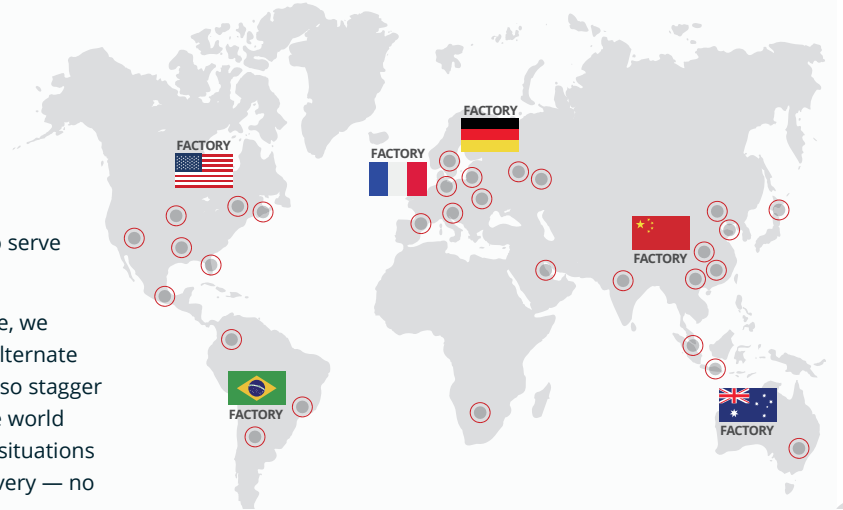 FACTORY
FACTORY
FACTORY
serve
e, we
lternate
so stagger
e world
situations
very — no
FACTORY
FACTORY
FACTORY